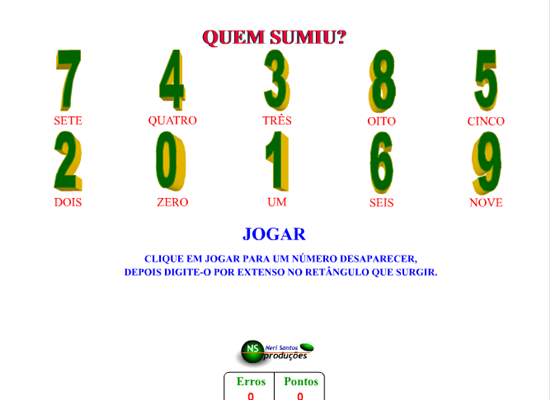 QUEM SUMIU?
7 4 3 8 5
SETE QUATRO TRÊS OITO CINCO
2 0 1 6 9
DOIS ZERO UM SEIS NOVE
JOGAR
CLIQUE EM JOGAR PARA UM NÚMERO DESAPARECER,
DEPOIS DIGITE-O POR EXTENSO NO RETÂNGULO QUE SURGIR.
NS Neri Santos
produções
Erros Pontos
0 0